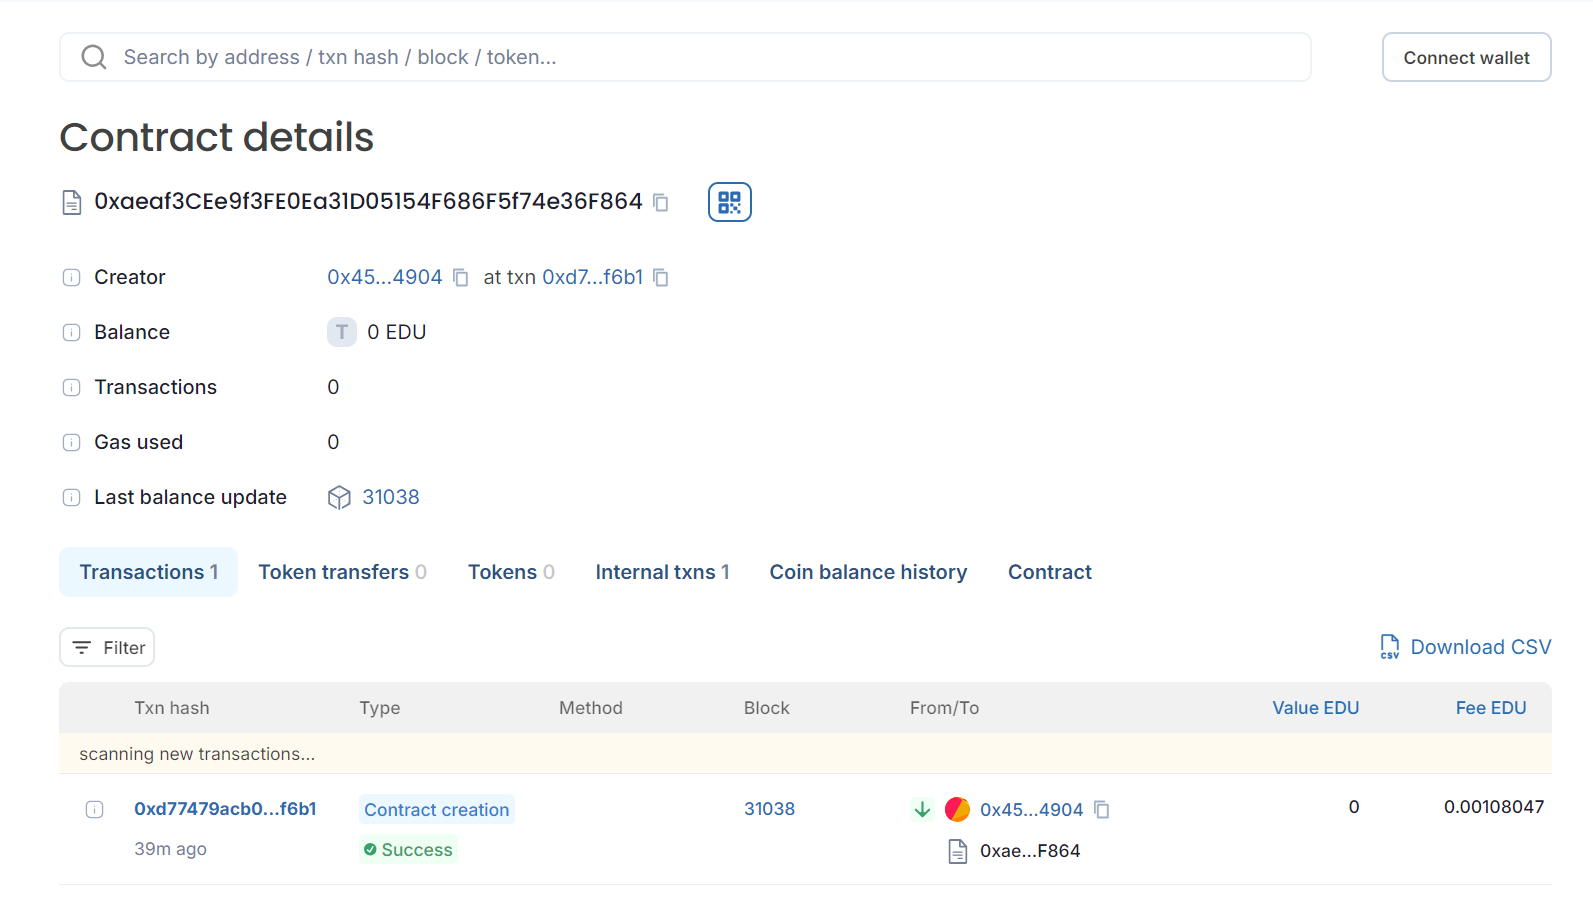 Search by address / txn hash / block / token...
Connect wallet
Contract details
0xaeaf3CEe9f3FE0Ea31D05154F686F5f74e36F864
Creator 0x45...4904 at txn 0xd7...f6b1
Balance T 0 EDU
Transactions 0
Gas used 0
Last balance update 31038
Transactions 1 Token transfers 0 Tokens 0 Internal txns 1 Coin balance history Contract
Filter
CSV Download CSV
Txn hash Type Method Block From/To Value EDU Fee EDU
scanning new transactions...
0xd77479acb0...f6b1 Contract creation 31038 0x45...4904 0 0.00108047
39m ago Success 0xae...F864